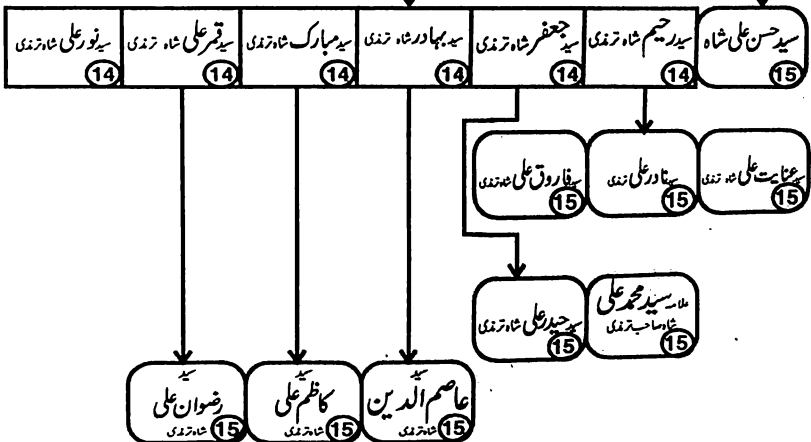 سید حسن علی شاہ
15
سید رحیم شاہ ترمذی
14
سید جعفر شاہ ترمذی
14
سید بہادر شاہ ترمذی
14
سید مبارک شاہ ترمذی
14
سید قمر علی شاہ ترمذی
14
سید نور علی شاہ ترمذی
14
سید عنایت علی شاہ ترمذی
15
سید نادر علی ترمذی
15
سید فاروق علی شاہ ترمذی
15
علامہ سید محمد علی
شاہ صاحب ترمذی
15
سید حیدر علی شاہ ترمذی
15
سید
عاصم الدین
شاہ ترمذی
15
سید
کاظم علی
شاہ ترمذی
15
سید
رضوان علی
شاہ ترمذی
15